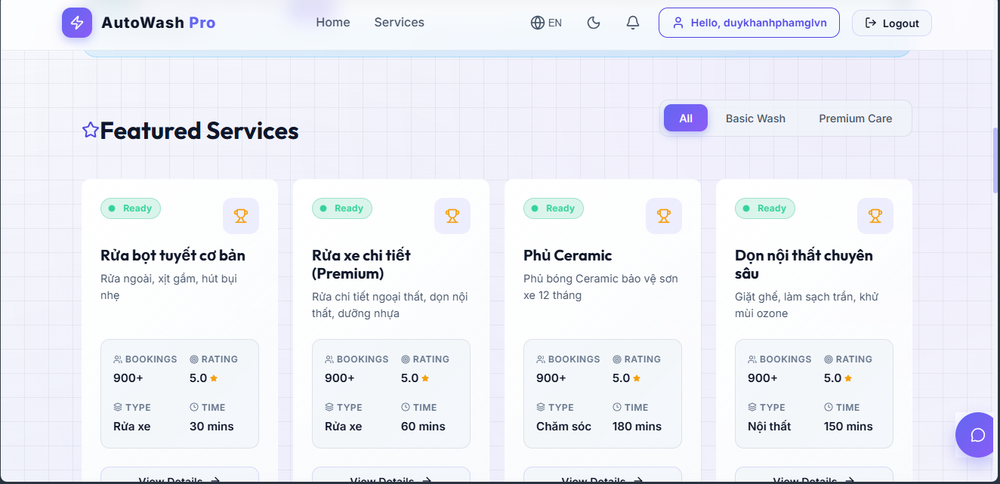 AutoWash Pro
Home
Services
EN
Hello, duykhanhphamglvn
Logout
Featured Services
All
Basic Wash
Premium Care
Ready
Rửa bọt tuyết cơ bản
Rửa ngoài, xịt gầm, hút bụi
nhẹ
BOOKINGS
RATING
900+
5.0
TYPE
TIME
Rửa xe
30 mins
View Details
Ready
Rửa xe chi tiết
(Premium)
Rửa chi tiết ngoại thất, dọn nội
thất, dưỡng nhựa
BOOKINGS
RATING
900+
5.0
TYPE
TIME
Rửa xe
60 mins
View Details
Ready
Phủ Ceramic
Phủ bóng Ceramic bảo vệ sơn
xe 12 tháng
BOOKINGS
RATING
900+
5.0
TYPE
TIME
Chăm sóc
180 mins
View Details
Ready
Dọn nội thất chuyên
sâu
Giặt ghế, làm sạch trần, khử
mùi ozone
BOOKINGS
RATING
900+
5.0
TYPE
TIME
Nội thất
150 mins
View Details